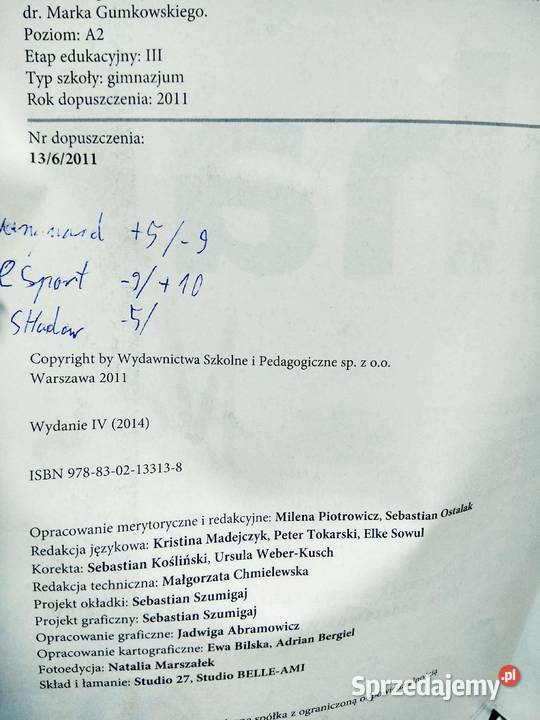 dr. Marka Gumkowskiego.
Poziom: A2
Etap edukacyjny: III
Typ szkoły: gimnazjum
Rok dopuszczenia: 2011
Nr dopuszczenia:
13/6/2011
+5/-9
Sport -9/+10
SHadow -5/
Copyright by Wydawnictwa Szkolne i Pedagogiczne sp. z o.o.
Warszawa 2011
Wydanie IV (2014)
ISBN 978-83-02-13313-8
Opracowanie merytoryczne i redakcyjne: Milena Piotrowicz, Sebastian Ostalak
Redakcja językowa: Kristina Madejczyk, Peter Tokarski, Elke Sowul
Korekta: Sebastian Kośliński, Ursula Weber-Kusch
Redakcja techniczna: Małgorzata Chmielewska
Projekt okładki: Sebastian Szumigaj
Projekt graficzny: Sebastian Szumigaj
Opracowanie graficzne: Jadwiga Abramowicz
Opracowanie kartograficzne: Ewa Bilska, Adrian Bergiel
Fotoedycja: Natalia Marszałek
Skład i łamanie: Studio 27, Studio BELLE-AMI
spółka z ograniczoną odpowiedzialnością
Sprzedajemy.pl